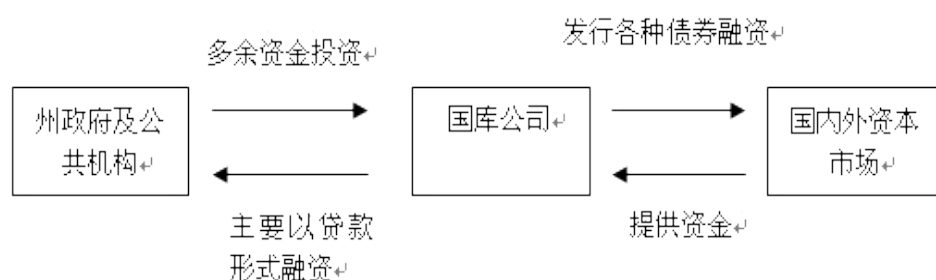 发行各种债券融资
多余资金投资
州政府及公
共机构
国库公司
国内外资本
市场
主要以贷款
形式融资
提供资金